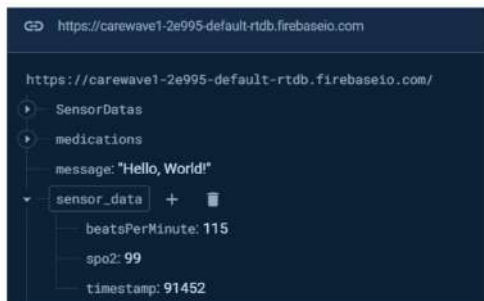 https://carewave1-2e995-default-rtdb.firebaseio.com
https://carewave1-2e995-default-rtdb.firebaseio.com/
SensorDatas
medications
message: "Hello, World!"
sensor_data +
beatsPerMinute: 115
spo2: 99
timestamp: 91452